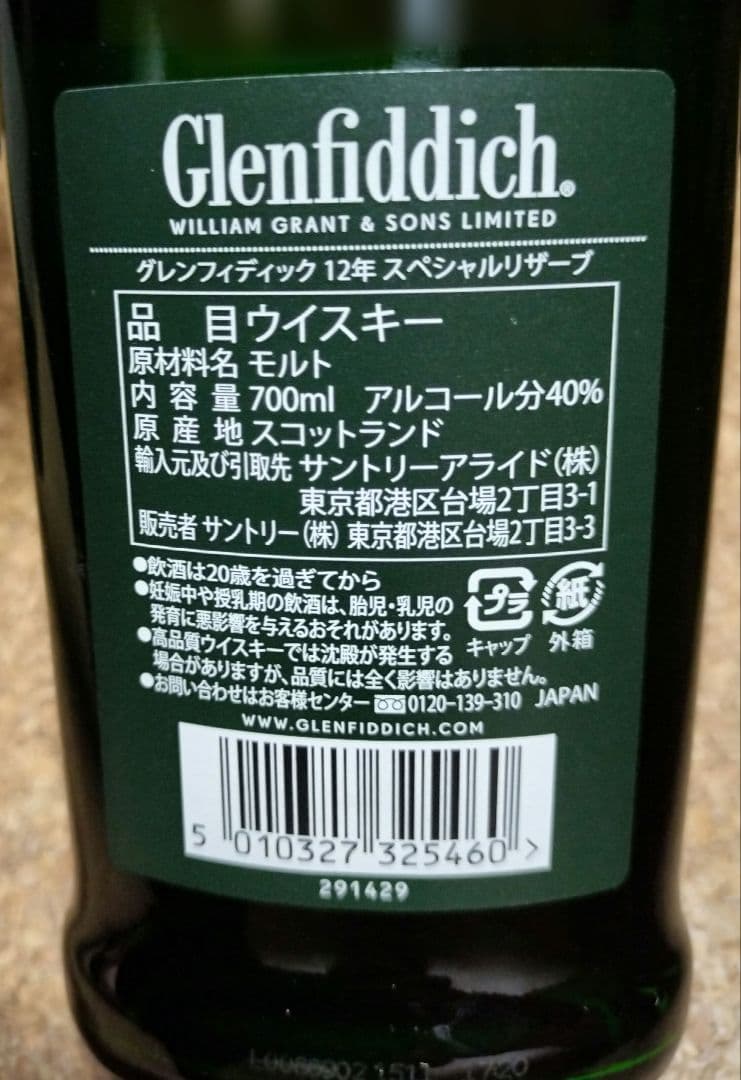 Glenfiddich®
WILLIAM GRANT & SONS LIMITED
グレンフィディック 12年 スペシャルリザーブ
品 目 ウイスキー
原材料名 モルト
内容量 700ml アルコール分40%
原産地 スコットランド
輸入元及び引取先 サントリーアライド(株)
東京都港区台場2丁目3-1
販売者 サントリー(株) 東京都港区台場2丁目3-3
●飲酒は20歳を過ぎてから
●妊娠中や授乳期の飲酒は、胎児・乳児の
発育に悪影響を与えるおそれがあります。
●高品質ウイスキーでは沈殿が発生する
場合がありますが、品質には全く影響はありません。
プラ
キャップ
紙
外箱
●お問い合わせはお客様センター 0120-139-310 JAPAN
WWW.GLENFIDDICH.COM
5 010327 325460 >
291429